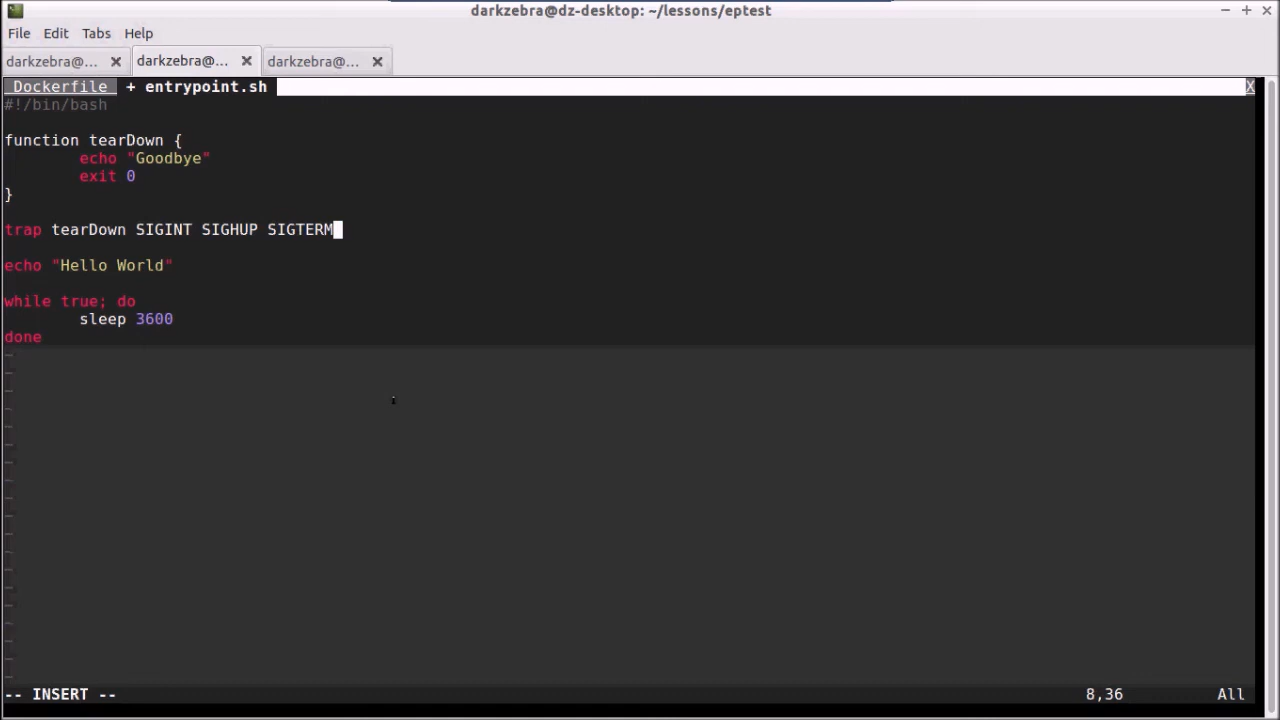 darkzebra@dz-desktop: ~/lessons/eptest
File Edit Tabs Help
darkzebra@... darkzebra@... darkzebra@...
Dockerfile + entrypoint.sh X
#!/bin/bash
function tearDown {
echo "Goodbye"
exit 0
}
trap tearDown SIGINT SIGHUP SIGTERM
echo "Hello World"
while true; do
sleep 3600
done
-- INSERT -- 8,36 All